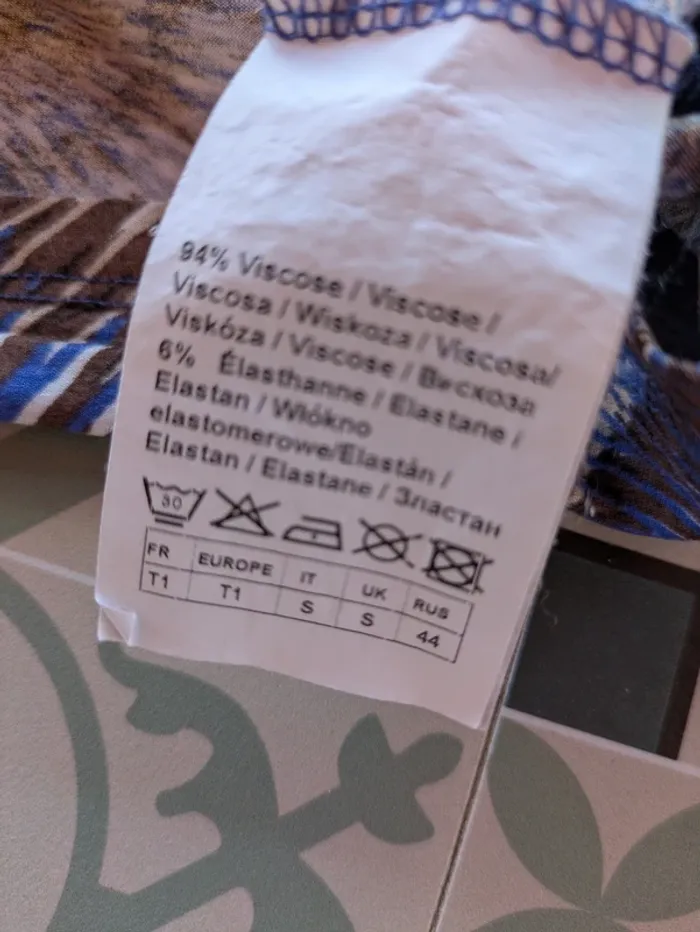 94% Viscose / Viscose /
Viscosa / Wiskoza / Viscosa/
Viskóza / Viscose / Вискоза
6% Élasthanne / Elastane /
Elastan / Włókno
elastomerowe/Elastán /
Elastan / Elastane / Эластан
30
FR EUROPE IT UK RUS
T1 T1 S S 44